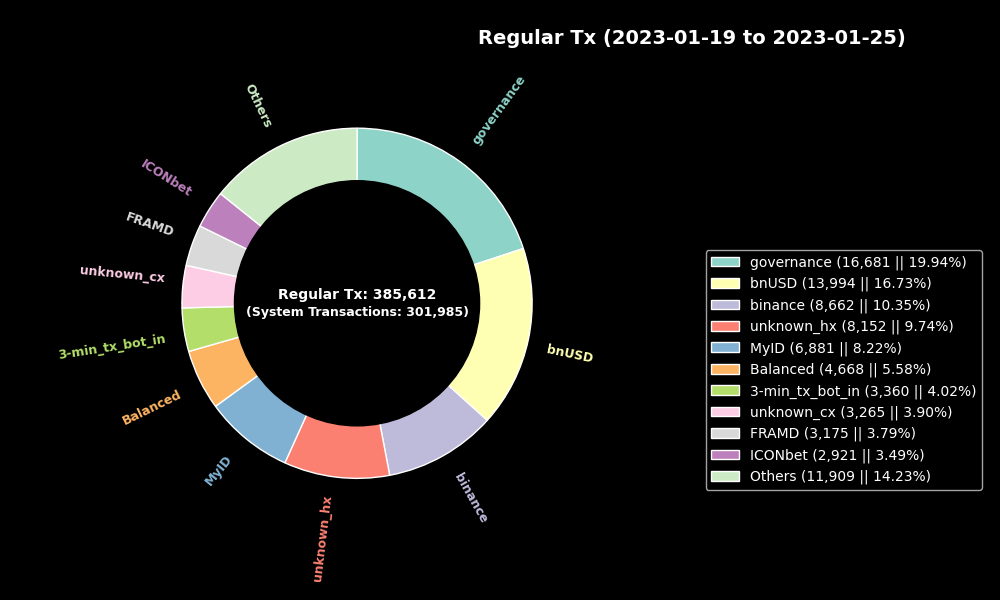 Regular Tx (2023-01-19 to 2023-01-25)
governance
Others
ICONbet
FRAMD
unknown_cx
3-min_tx_bot_in
Balanced
MyID
unknown_hx
binance
bnUSD
Regular Tx: 385,612
(System Transactions: 301,985)
governance (16,681 || 19.94%)
bnUSD (13,994 || 16.73%)
binance (8,662 || 10.35%)
unknown_hx (8,152 || 9.74%)
MyID (6,881 || 8.22%)
Balanced (4,668 || 5.58%)
3-min_tx_bot_in (3,360 || 4.02%)
unknown_cx (3,265 || 3.90%)
FRAMD (3,175 || 3.79%)
ICONbet (2,921 || 3.49%)
Others (11,909 || 14.23%)